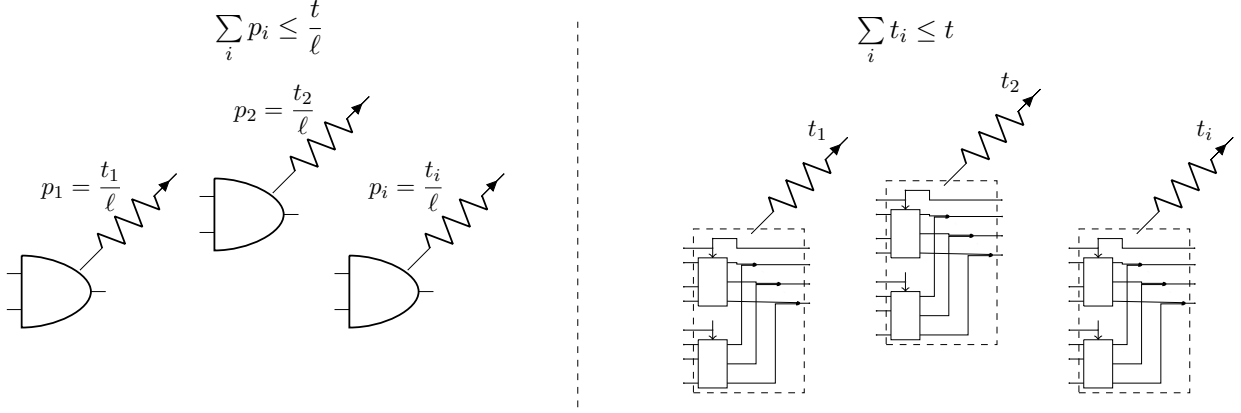 ∑_i p_i ≤ t/ℓ
p_2 = t_2/ℓ
p_1 = t_1/ℓ
p_i = t_i/ℓ
∑_i t_i ≤ t
t_2
t_1
t_i